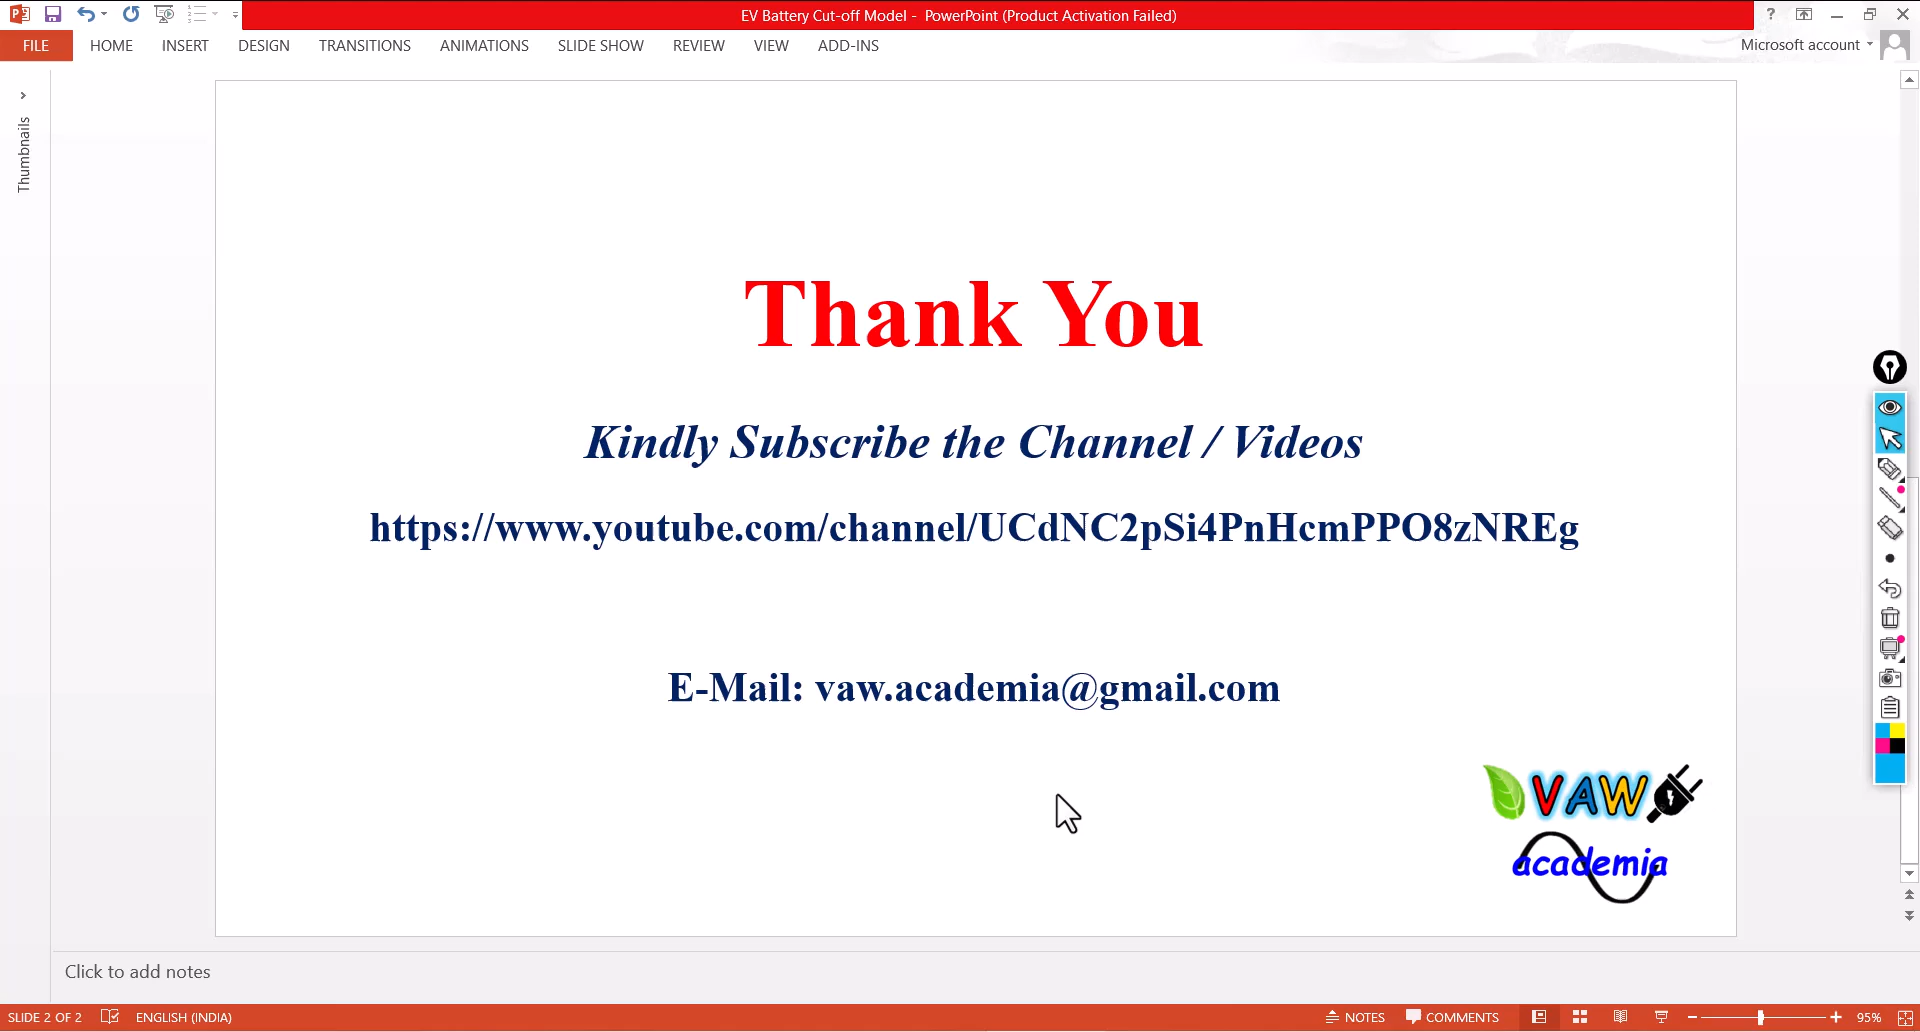 EV Battery Cut-off Model - PowerPoint (Product Activation Failed)
FILE HOME INSERT DESIGN TRANSITIONS ANIMATIONS SLIDE SHOW REVIEW VIEW ADD-INS
Microsoft account
Thumbnails
Thank You
Kindly Subscribe the Channel / Videos
https://www.youtube.com/channel/UCdNC2pSi4PnHcmPPO8zNREg
E-Mail: vaw.academia@gmail.com
VAW
academia
Click to add notes
SLIDE 2 OF 2 ENGLISH (INDIA) NOTES COMMENTS 95%